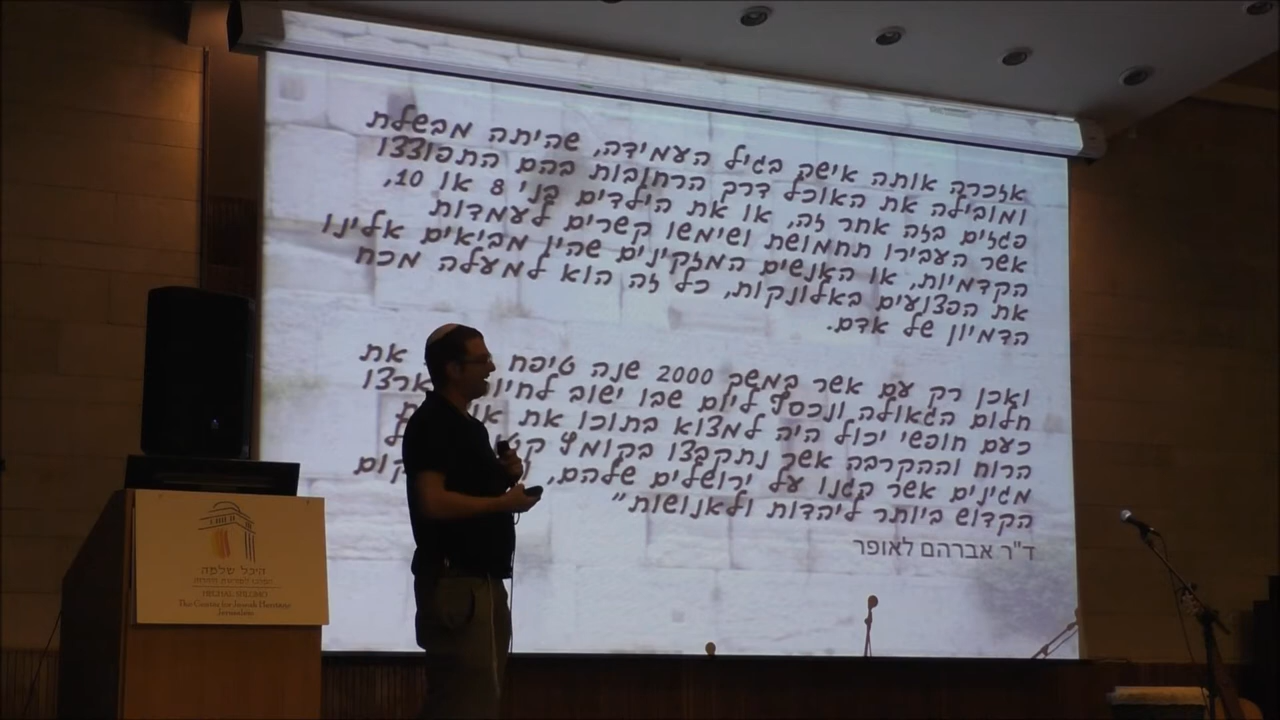 אזכרה אותה אישה בגיל העמידה, שהיתה מבשלת
ומובילה את האוכל דרך הרחובות בהם התפוצצו
פגזים בזה אחר זה, או את הילדים בני 8 או 10,
אשר העבירו תחמושת ושימשו קשרים לעמדות
הקדמיות, או האנשים המזקינים שהיו מביאים אלינו
את הפצועים באלונקות, כל זה הוא למעלה מכח
הדמיון של אדם.
ואכן רק עם אשר במשק 2000 שנה טיפח את
חלום הגאולה ונכסף ליום שבו ישוב לחיות
כעם חופשי יכול היה למצוא בתוכו את
הרוח וההקרבה אשר נתקבצו בקומץ
מגינים אשר הגנו על ירושלים שלהם,
הקדוש ביותר ליהדות ולאנושות"
ד"ר אברהם לאופר
היכל שלמה
HEICHAL SHLOMO
The Center for Jewish Heritage
Jerusalem